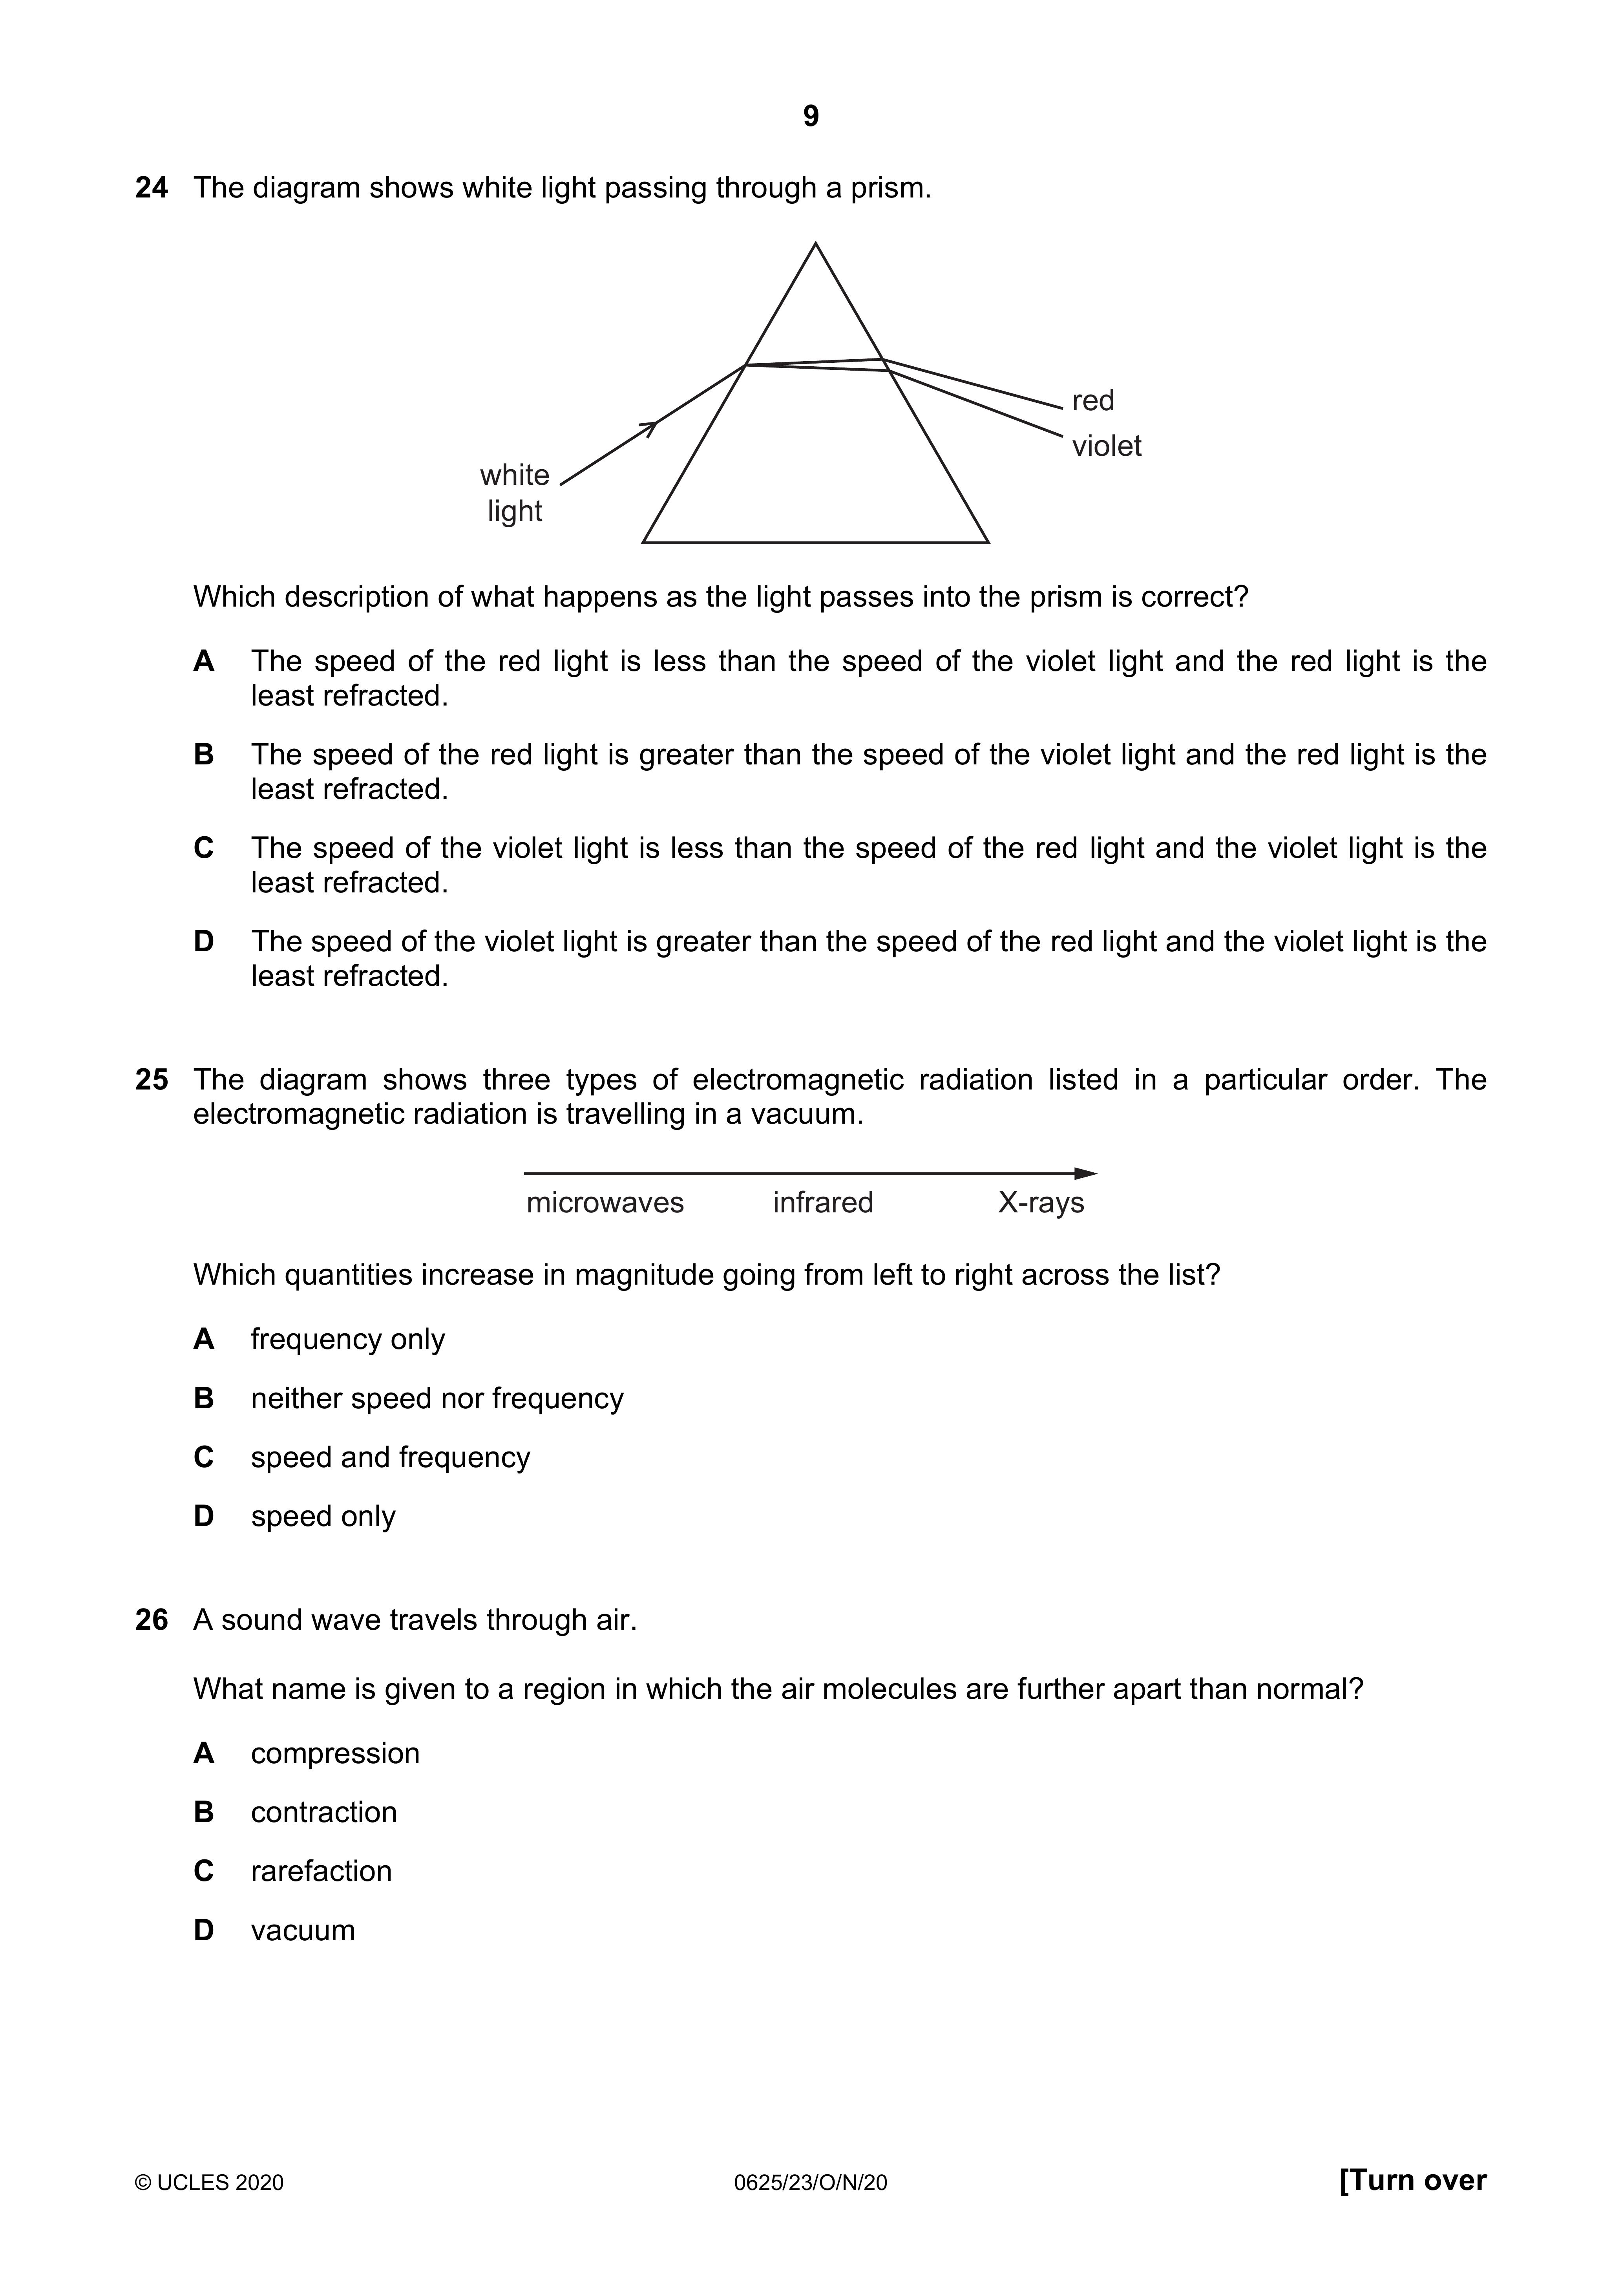 9
24 The diagram shows white light passing through a prism.
white
light
red
violet
Which description of what happens as the light passes into the prism is correct?
A The speed of the red light is less than the speed of the violet light and the red light is the
least refracted.
B The speed of the red light is greater than the speed of the violet light and the red light is the
least refracted.
C The speed of the violet light is less than the speed of the red light and the violet light is the
least refracted.
D The speed of the violet light is greater than the speed of the red light and the violet light is the
least refracted.
25 The diagram shows three types of electromagnetic radiation listed in a particular order. The
electromagnetic radiation is travelling in a vacuum.
microwaves infrared X-rays
Which quantities increase in magnitude going from left to right across the list?
A frequency only
B neither speed nor frequency
C speed and frequency
D speed only
26 A sound wave travels through air.
What name is given to a region in which the air molecules are further apart than normal?
A compression
B contraction
C rarefaction
D vacuum
© UCLES 2020 0625/23/O/N/20 [Turn over